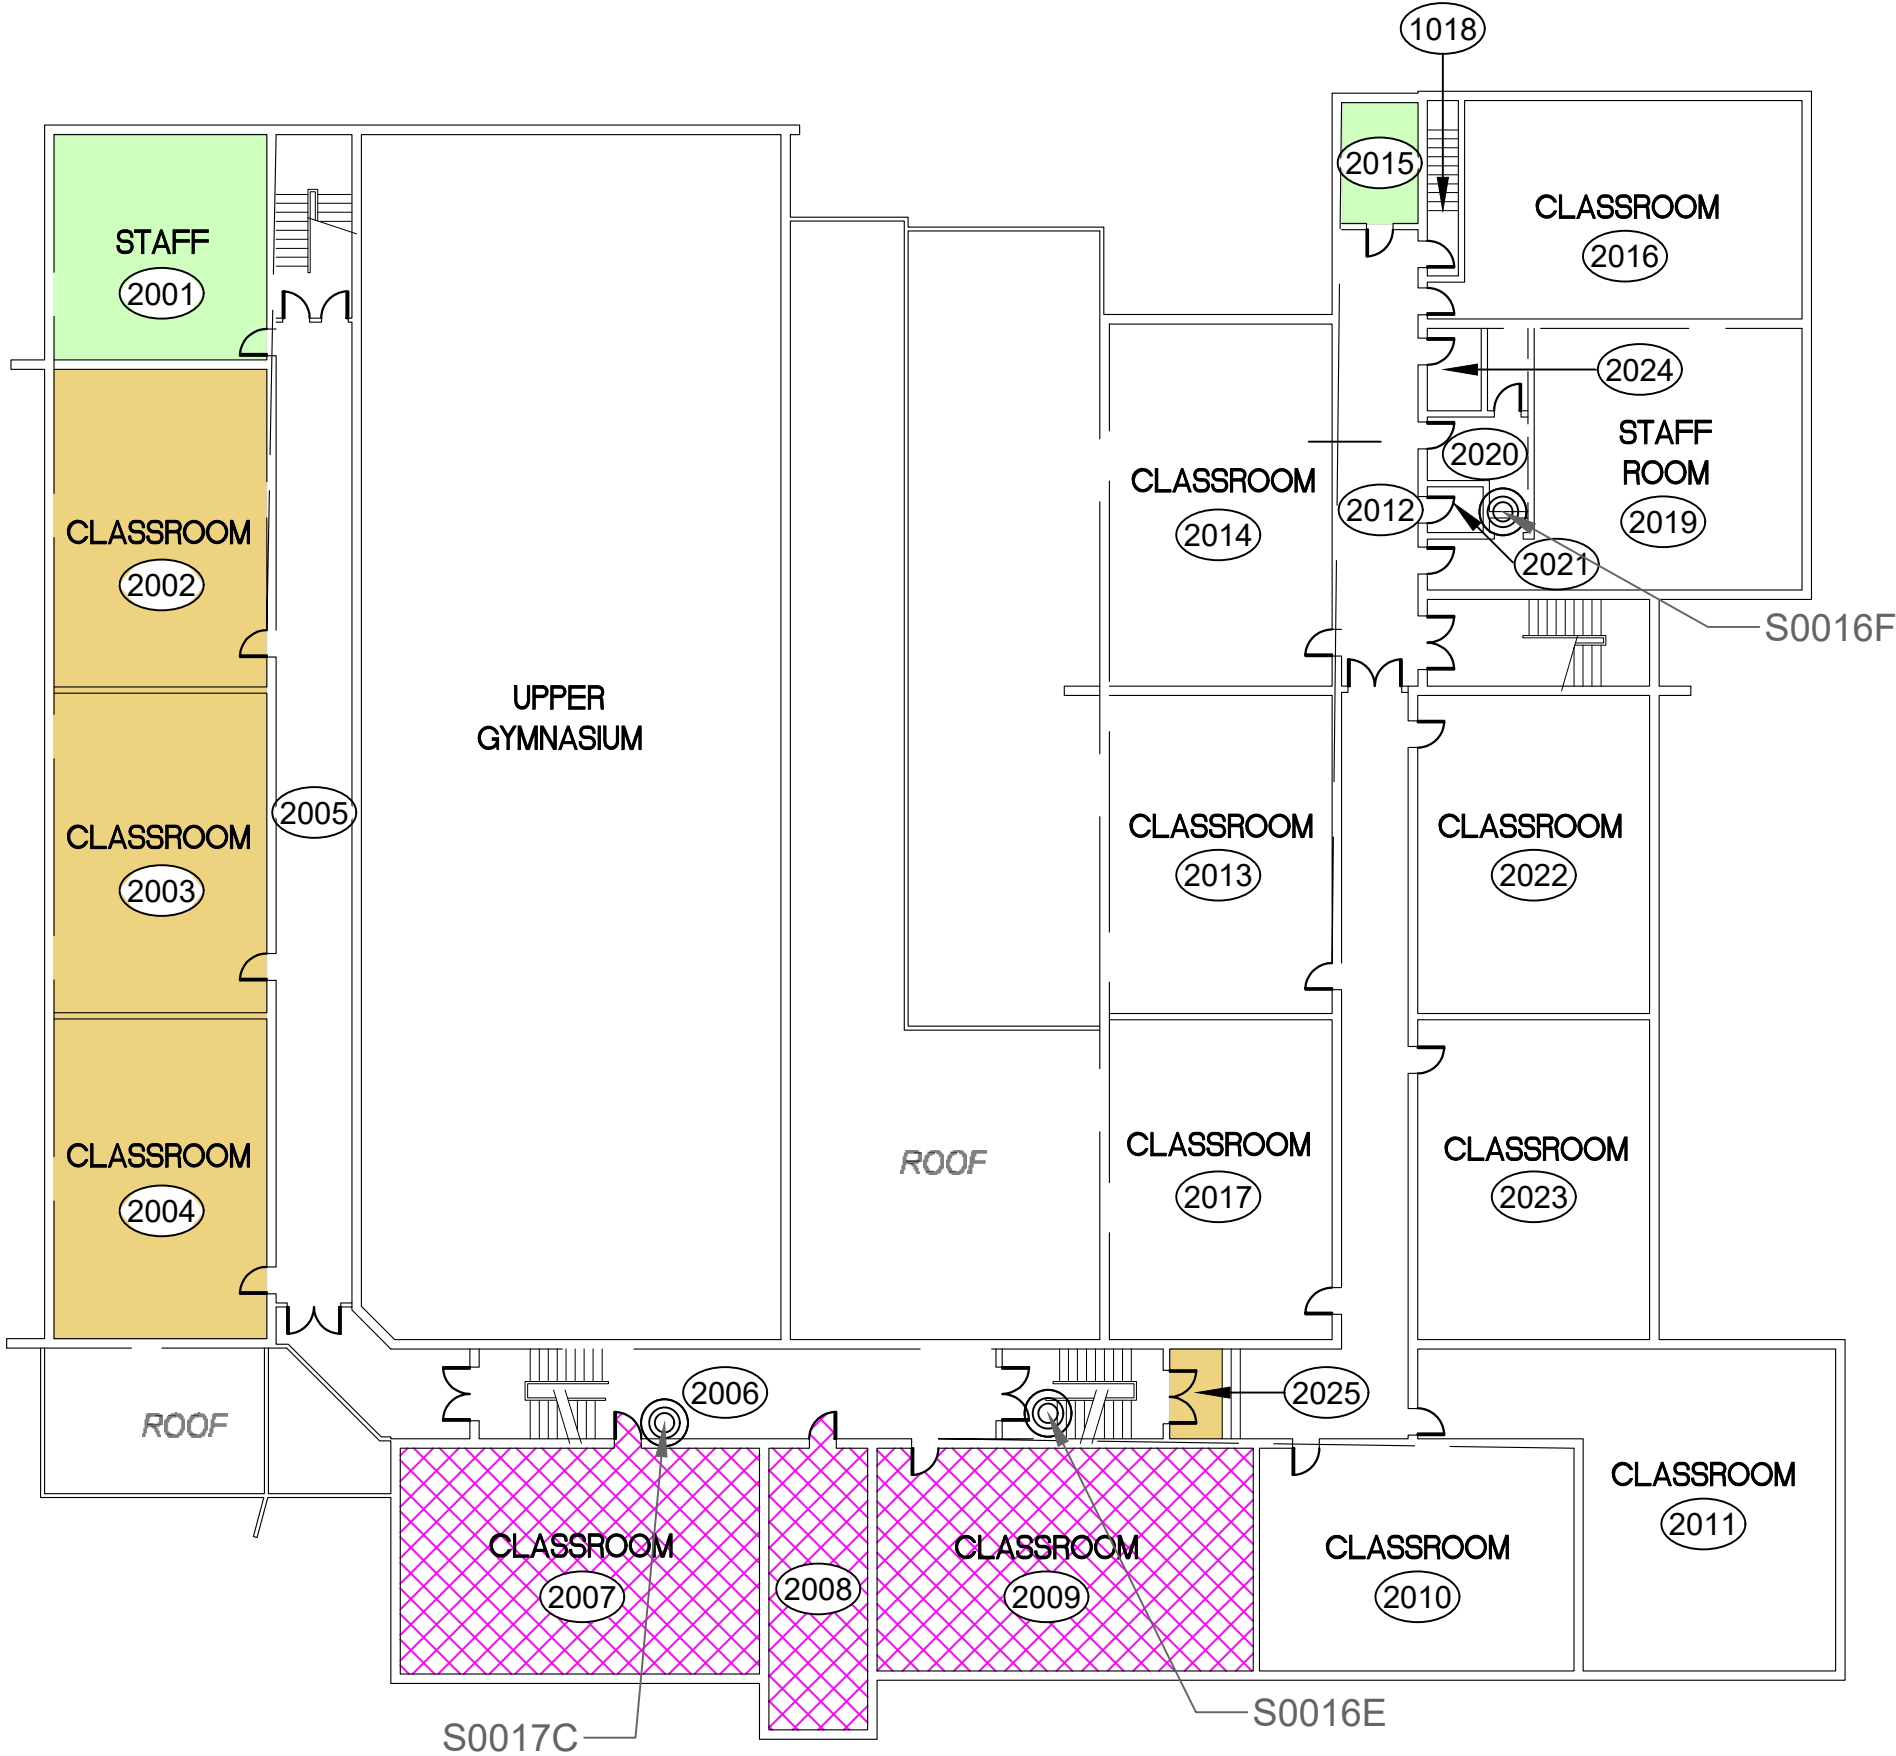 1018
2015
CLASSROOM
2016
STAFF
2001
2024
STAFF
ROOM
2019
2020
CLASSROOM
2014
2012
2021
CLASSROOM
2002
S0016F
UPPER
GYMNASIUM
2005
CLASSROOM
2003
CLASSROOM
2013
CLASSROOM
2022
CLASSROOM
2004
ROOF
CLASSROOM
2017
CLASSROOM
2023
2006
2025
ROOF
CLASSROOM
2011
CLASSROOM
2007
2008
CLASSROOM
2009
CLASSROOM
2010
S0017C
S0016E